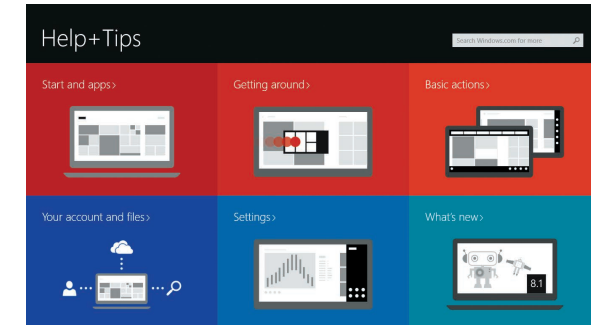 Help+Tips
Search Windows.com for more
Start and apps>
Getting around>
Basic actions>
Your account and files>
Settings>
What's new>
8.1